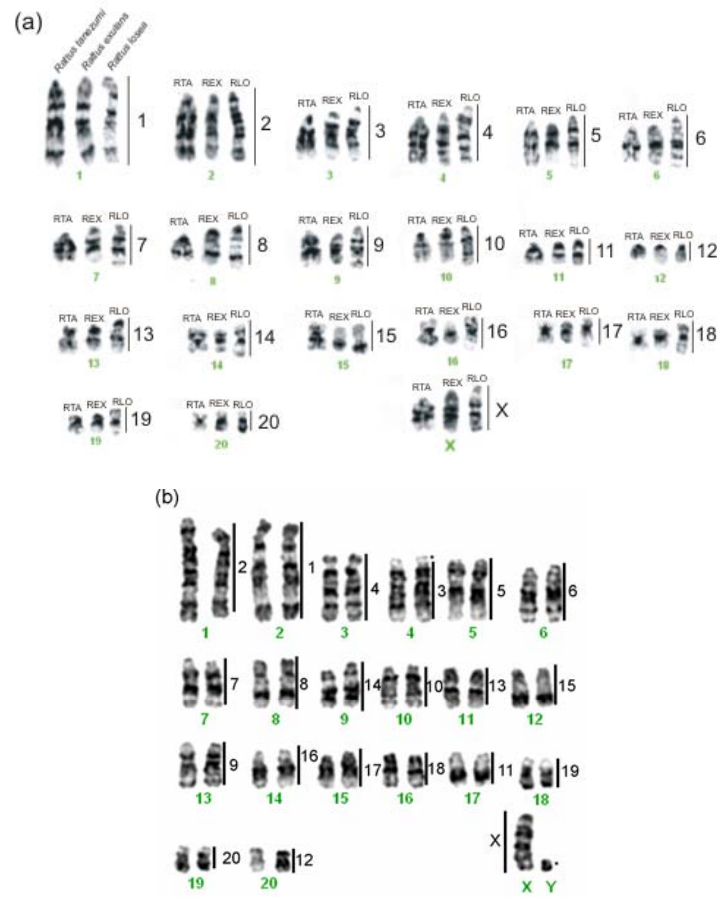 (a)
Rattus tanezumi
Rattus exulans
Rattus losea
1
1
RTA REX RLO
2
2
RTA REX RLO
3
3
RTA REX RLO
4
4
RTA REX RLO
5
5
RTA REX RLO
6
6
RTA REX RLO
7
7
RTA REX RLO
8
8
RTA REX RLO
9
9
RTA REX RLO
10
10
RTA REX RLO
11
11
RTA REX RLO
12
12
RTA REX RLO
13
13
RTA REX RLO
14
14
RTA REX RLO
15
15
RTA REX RLO
16
16
RTA REX RLO
17
17
RTA REX RLO
18
18
RTA REX RLO
19
19
RTA REX RLO
20
20
RTA REX RLO
X
X
(b)
2 1 4 3 5 6
1 2 3 4 5 6
7 8 14 10 13 15
7 8 9 10 11 12
9 16 17 18 11 19
13 14 15 16 17 18
X
20 12
19 20 X Y